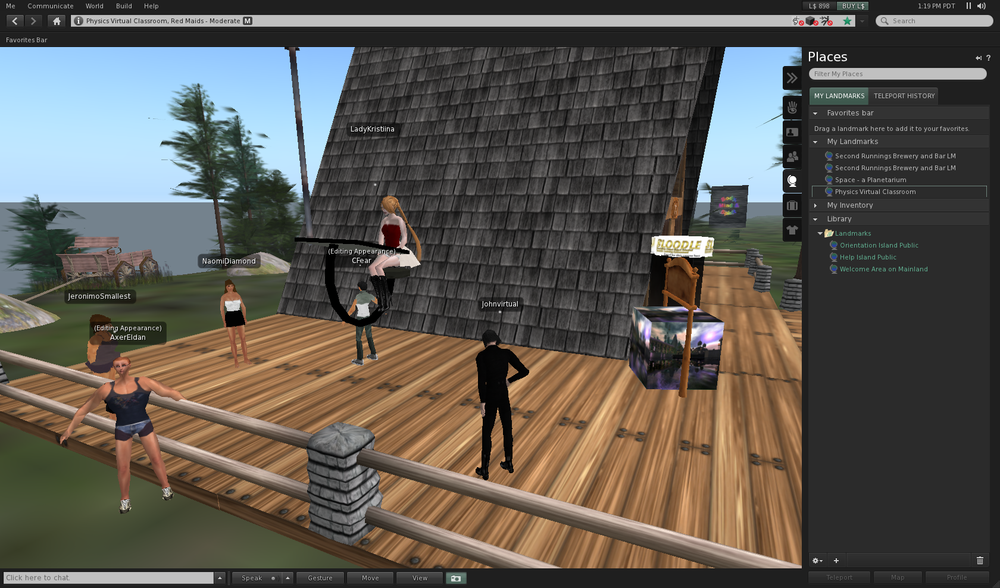 Me Communicate World Build Help
L$ 898 BUY L$ 1:19 PM PDT
Physics Virtual Classroom, Red Maids - Moderate M
Search
Favorites Bar
LadyKristiina
(Editing Appearance)
CFear
NaomiDiamond
JeronimoSmallest
(Editing Appearance)
AxerEldan
Johnvirtual
SLOODLE
Places
?
Filter My Places
MY LANDMARKS TELEPORT HISTORY
Favorites bar
Drag a landmark here to add it to your favorites.
My Landmarks
Second Runnings Brewery and Bar LM
Second Runnings Brewery and Bar LM
Space - a Planetarium
Physics Virtual Classroom
My Inventory
Library
Landmarks
Orientation Island Public
Help Island Public
Welcome Area on Mainland
Click here to chat.
Speak
Gesture
Move
View
Teleport Map Profile